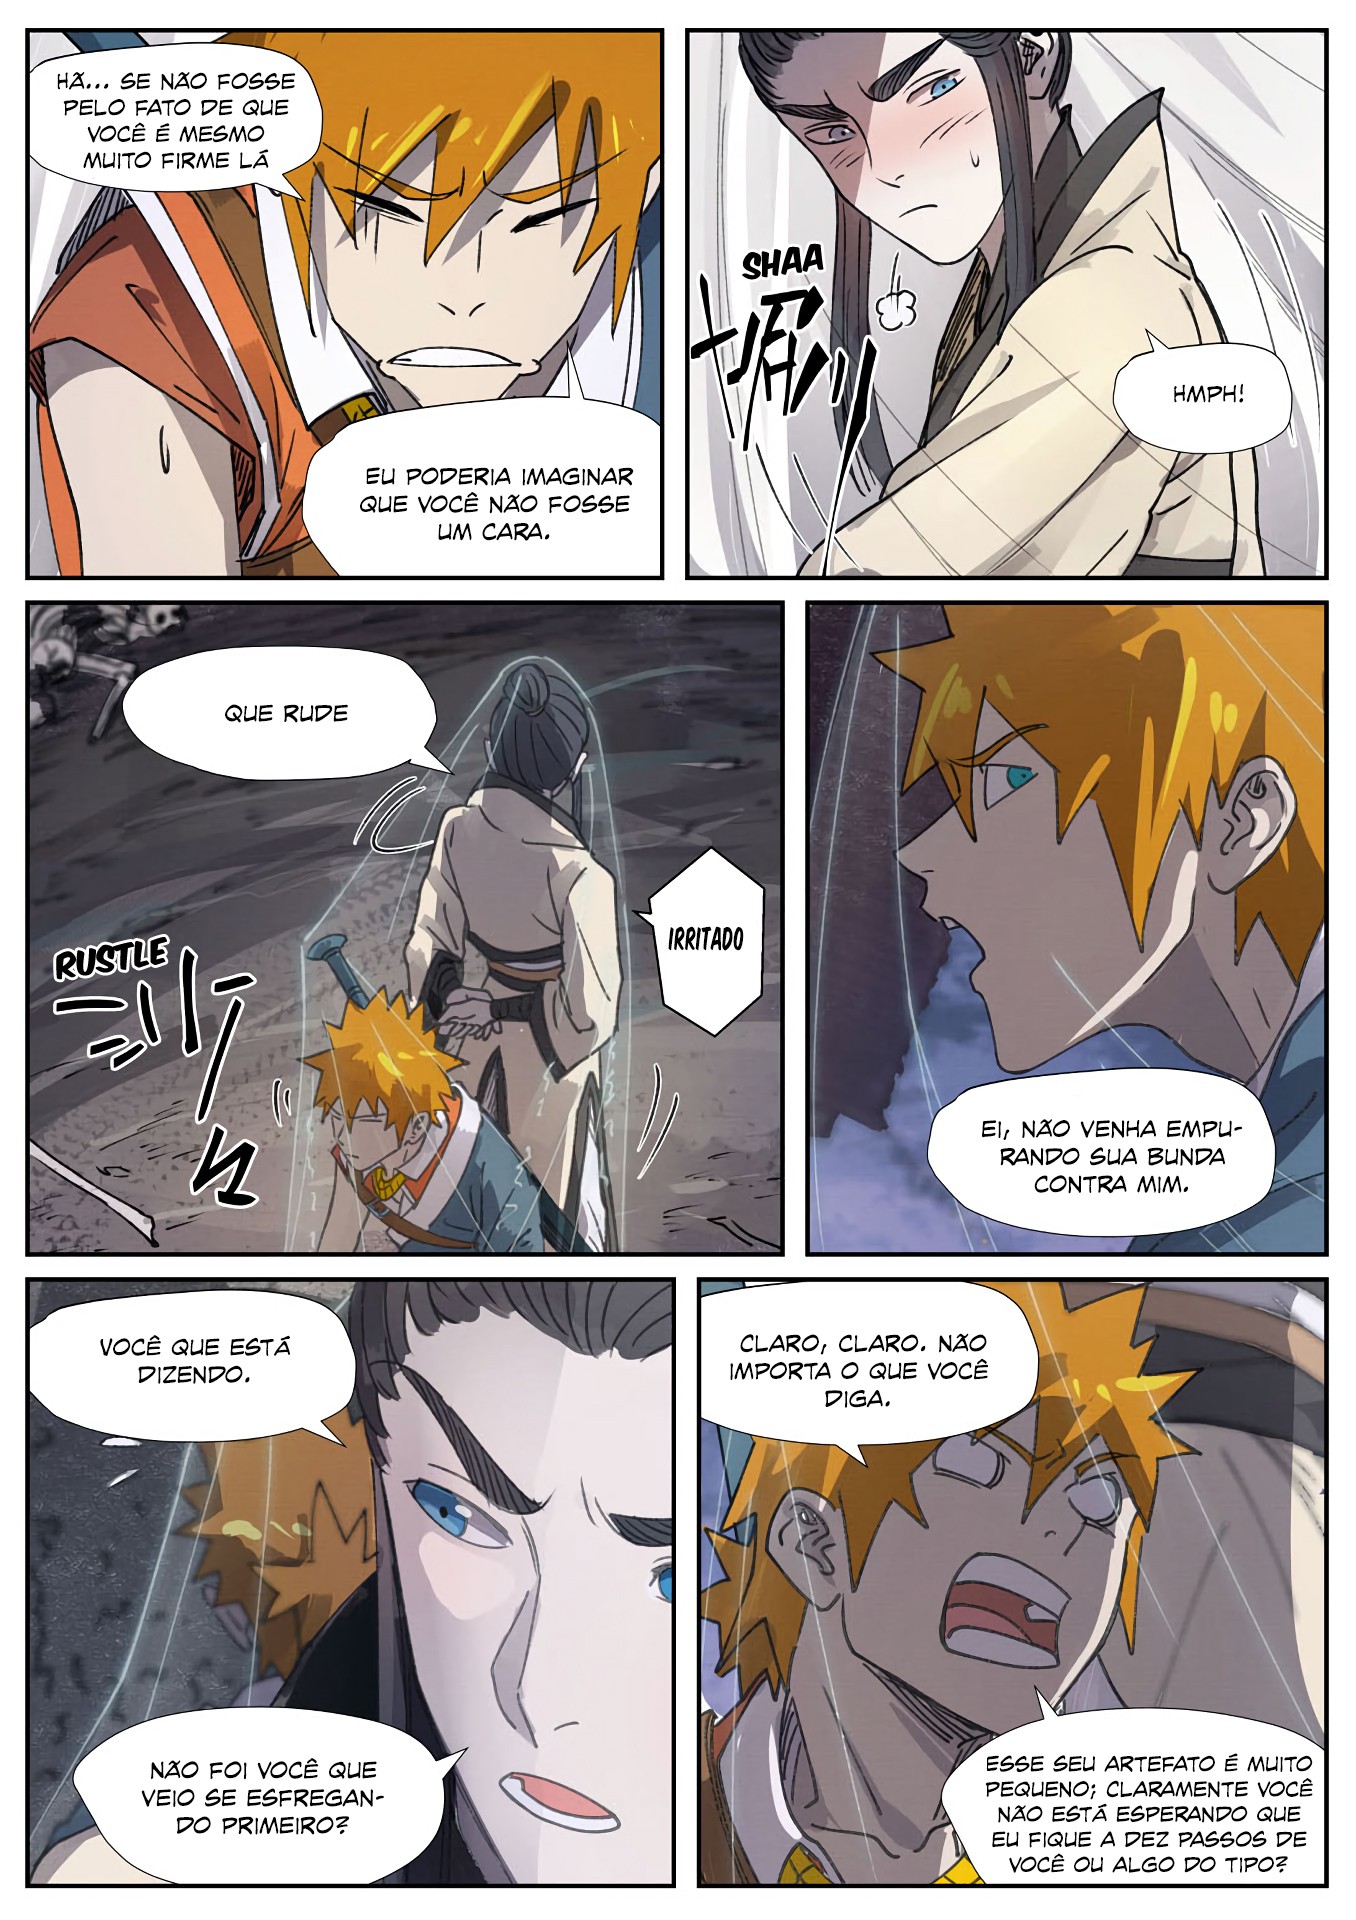 HÃ... SE NÃO FOSSE
PELO FATO DE QUE
VOCÊ É MESMO
MUITO FIRME LÁ
EU PODERIA IMAGINAR
QUE VOCÊ NÃO FOSSE
UM CARA.
SHAA
HMPH!
QUE RUDE
IRRITADO
RUSTLE
EI, NÃO VENHA EMPU-
RANDO SUA BUNDA
CONTRA MIM.
VOCÊ QUE ESTÁ
DIZENDO.
NÃO FOI VOCÊ QUE
VEIO SE ESFREGAN-
DO PRIMEIRO?
CLARO, CLARO. NÃO
IMPORTA O QUE VOCÊ
DIGA.
ESSE SEU ARTEFATO É MUITO
PEQUENO; CLARAMENTE VOCÊ
NÃO ESTÁ ESPERANDO QUE
EU FIQUE A DEZ PASSOS DE
VOCÊ OU ALGO DO TIPO?